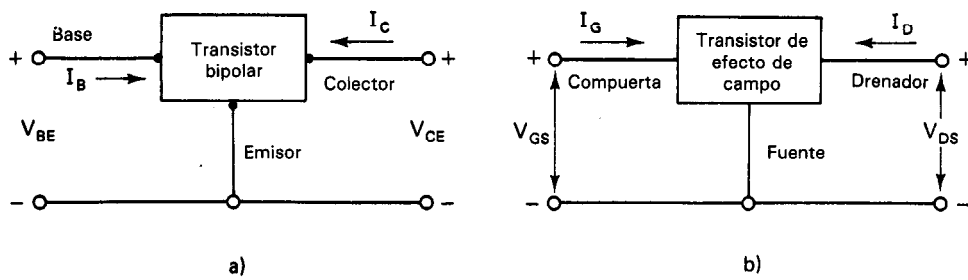 Base
I_B
Transistor
bipolar
I_C
Colector
+
+
V_BE
V_CE
Emisor
−
−
a)
I_G
Compuerta
Transistor de
efecto de
campo
I_D
Drenador
+
+
V_GS
V_DS
Fuente
−
−
b)